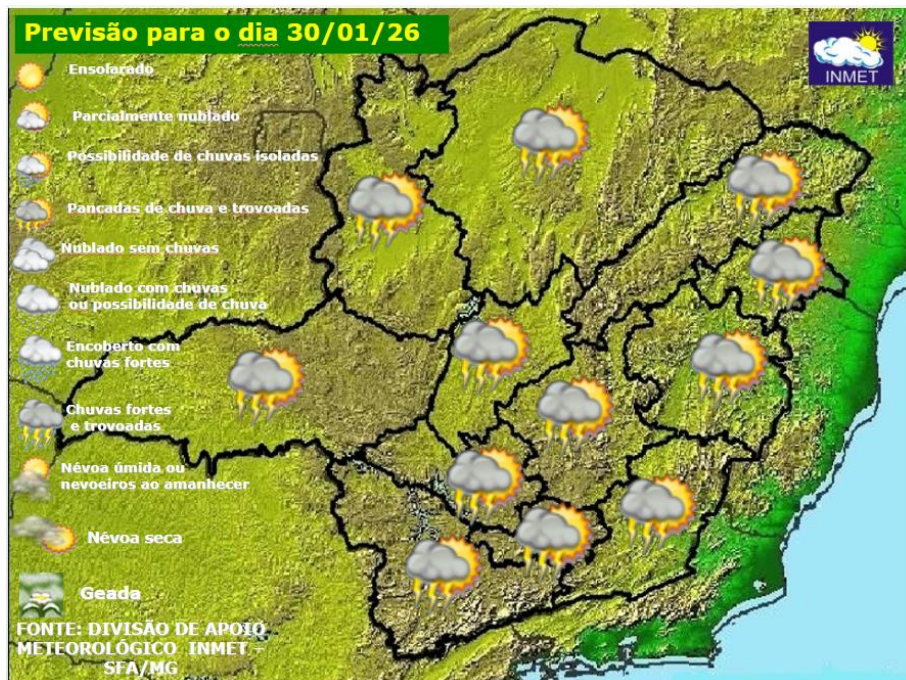 Previsão para o dia 30/01/26
INMET
Ensolarado
Parcialmente nublado
Possibilidade de chuvas isoladas
Pancadas de chuva e trovoadas
Nublado sem chuvas
Nublado com chuvas
ou possibilidade de chuva
Encoberto com
chuvas fortes
Chuvas fortes
e trovoadas
Névoa úmida ou
nevoeiros ao amanhecer
Névoa seca
Geada
FONTE: DIVISÃO DE APOIO
METEOROLÓGICO INMET –
SFA/MG